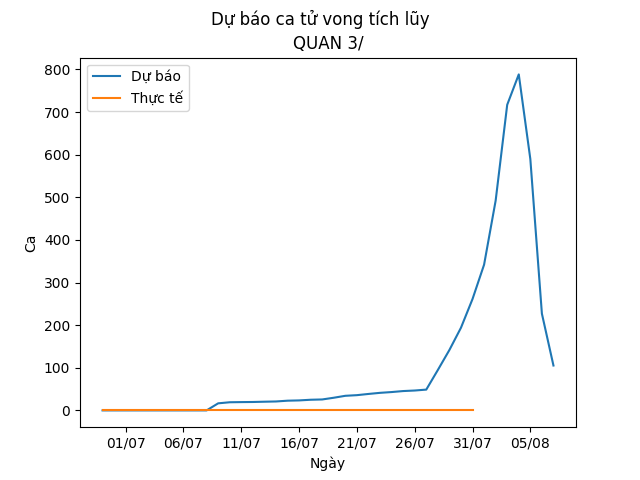 Dự báo ca tử vong tích lũy
QUAN 3/
Dự báo
Thực tế
800
700
600
500
400
300
200
100
0
Ca
01/07 06/07 11/07 16/07 21/07 26/07 31/07 05/08
Ngày